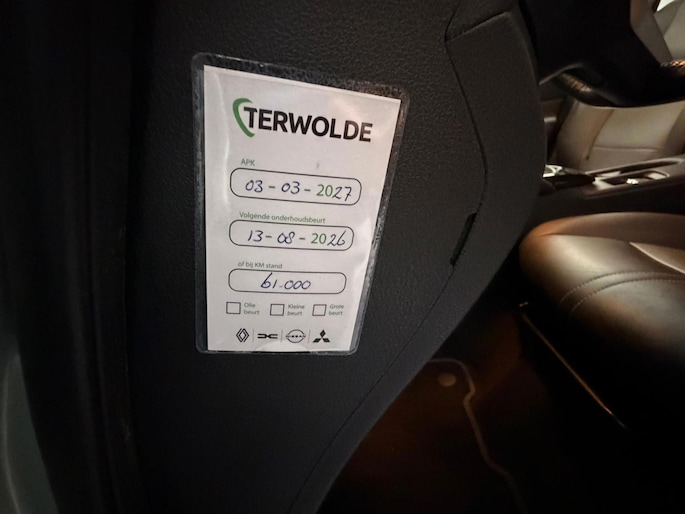 TERWOLDE
APK
03-03-2027
Volgende onderhoudsbeurt
13-08-2026
of bij KM stand
61.000
Olie beurt
Kleine beurt
Grote beurt
NISSAN